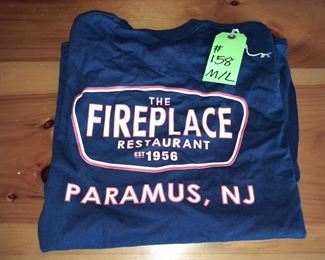 #
158
M/L
THE
FIREPLACE
RESTAURANT
EST 1956
PARAMUS, NJ